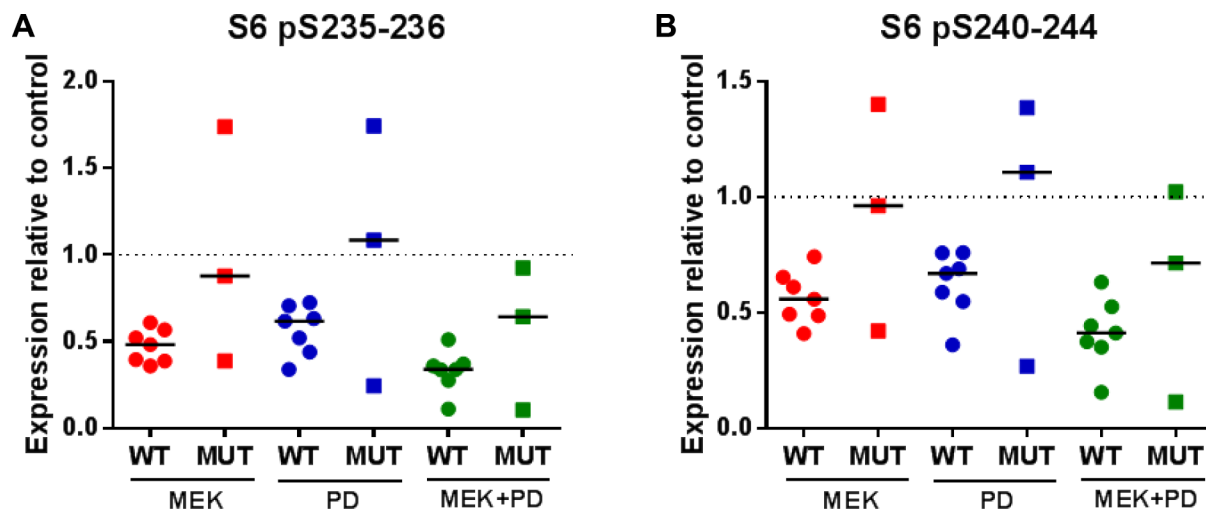 A
S6 pS235-236
Expression relative to control
2.0
1.5
1.0
0.5
0.0
WT MUT WT MUT WT MUT
MEK PD MEK+PD
B
S6 pS240-244
Expression relative to control
1.5
1.0
0.5
0.0
WT MUT WT MUT WT MUT
MEK PD MEK+PD